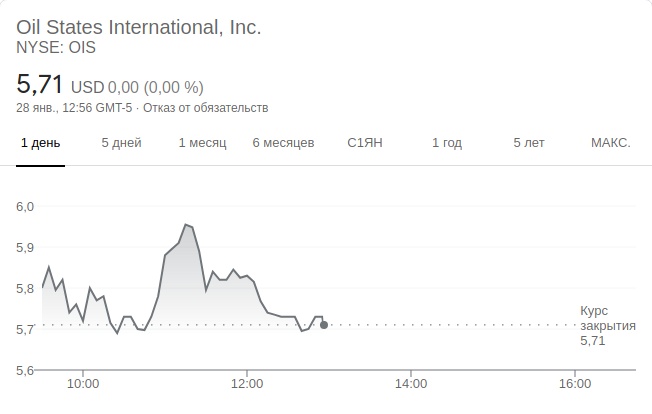 Oil States International, Inc.
NYSE: OIS
5,71 USD 0,00 (0,00 %)
28 янв., 12:56 GMT-5 · Отказ от обязательств
1 день 5 дней 1 месяц 6 месяцев С1ЯН 1 год 5 лет МАКС.
6,0
5,9
5,8
5,7
5,6
Курс
закрытия
5,71
10:00 12:00 14:00 16:00